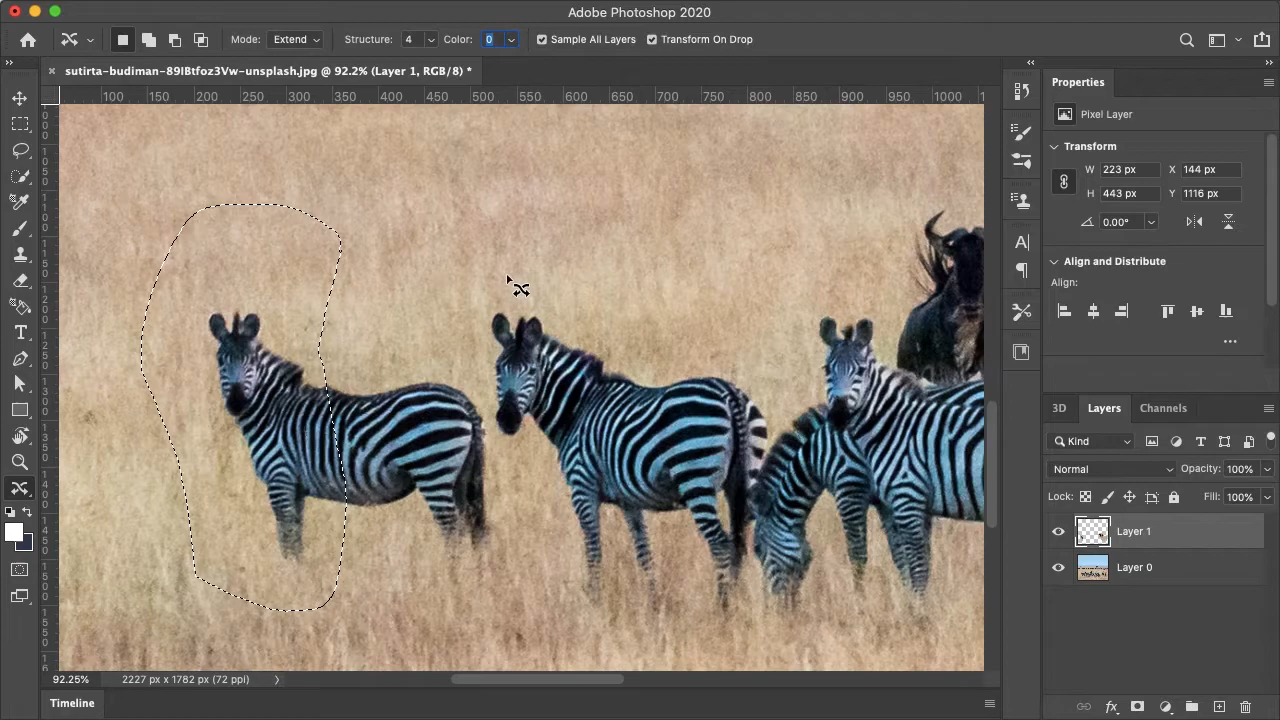 Adobe Photoshop 2020
Mode: Extend Structure: 4 Color: 0 Sample All Layers Transform On Drop
sutirta-budiman-89IBtfoz3Vw-unsplash.jpg @ 92.2% (Layer 1, RGB/8) *
100 150 200 250 300 350 400 450 500 550 600 650 700 750 800 850 900 950 1000
Properties
Pixel Layer
Transform
W 223 px X 144 px
H 443 px Y 1116 px
0.00°
Align and Distribute
Align:
3D Layers Channels
Kind
Normal Opacity: 100%
Lock: Fill: 100%
Layer 1
Layer 0
92.25% 2227 px x 1782 px (72 ppi)
Timeline